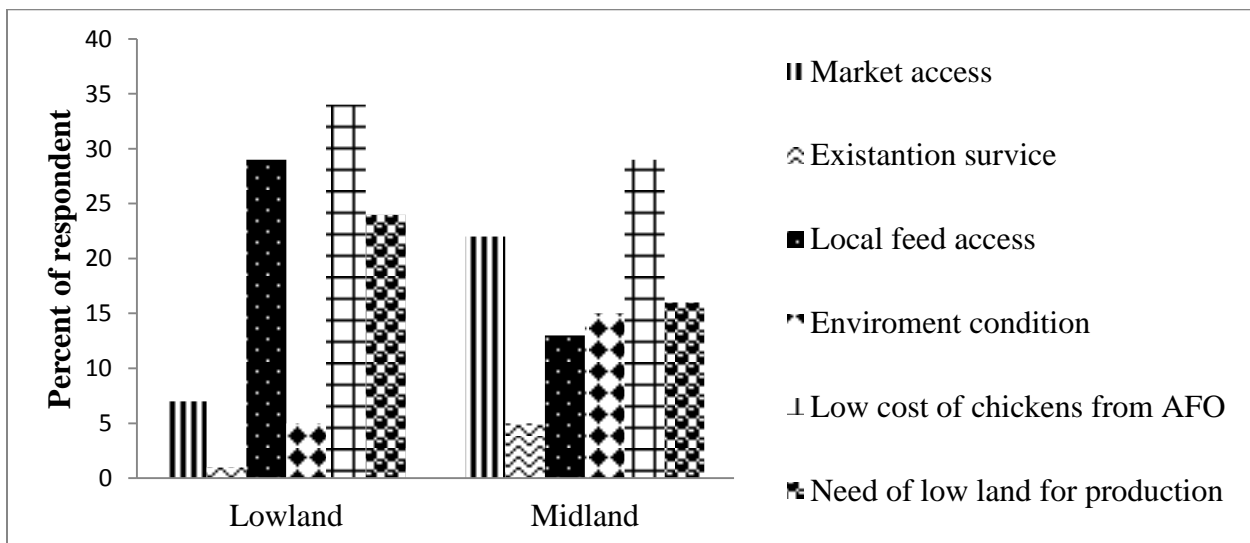 Percent of respondent
40
35
30
25
20
15
10
5
0
Lowland
Midland
Market access
Existantion survice
Local feed access
Enviroment condition
Low cost of chickens from AFO
Need of low land for production